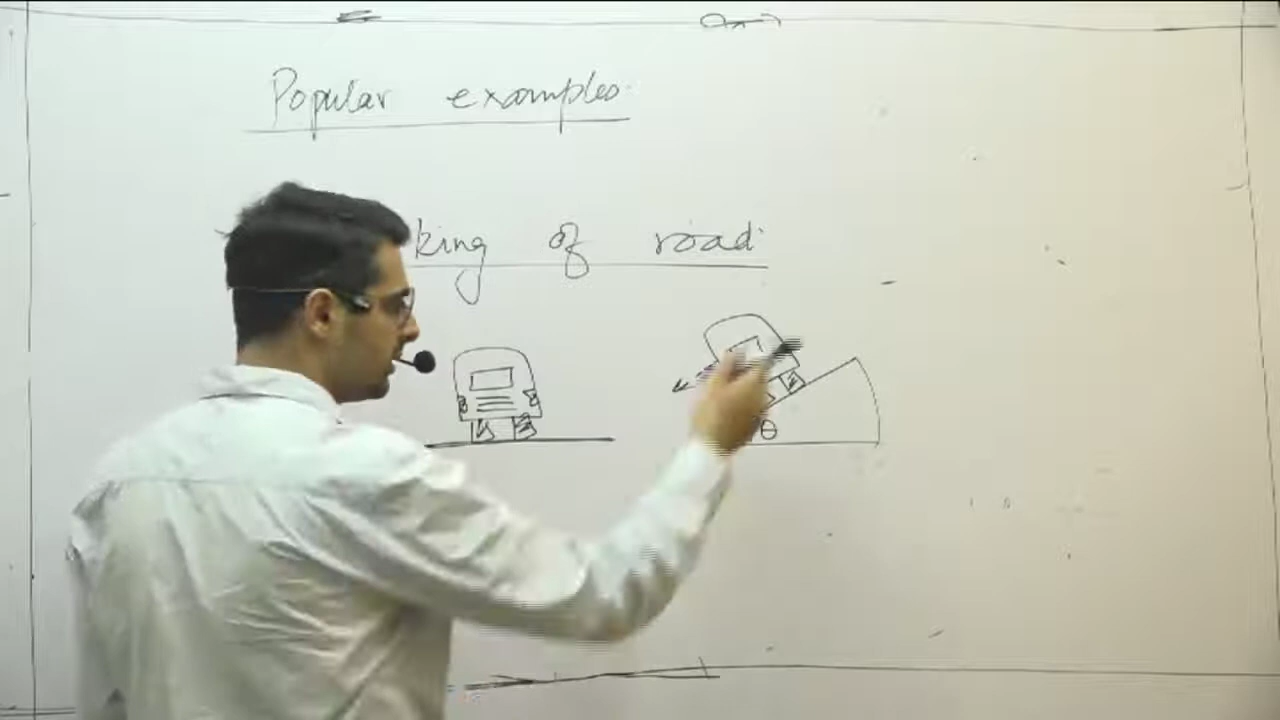 Popular examples.
king of road
θ